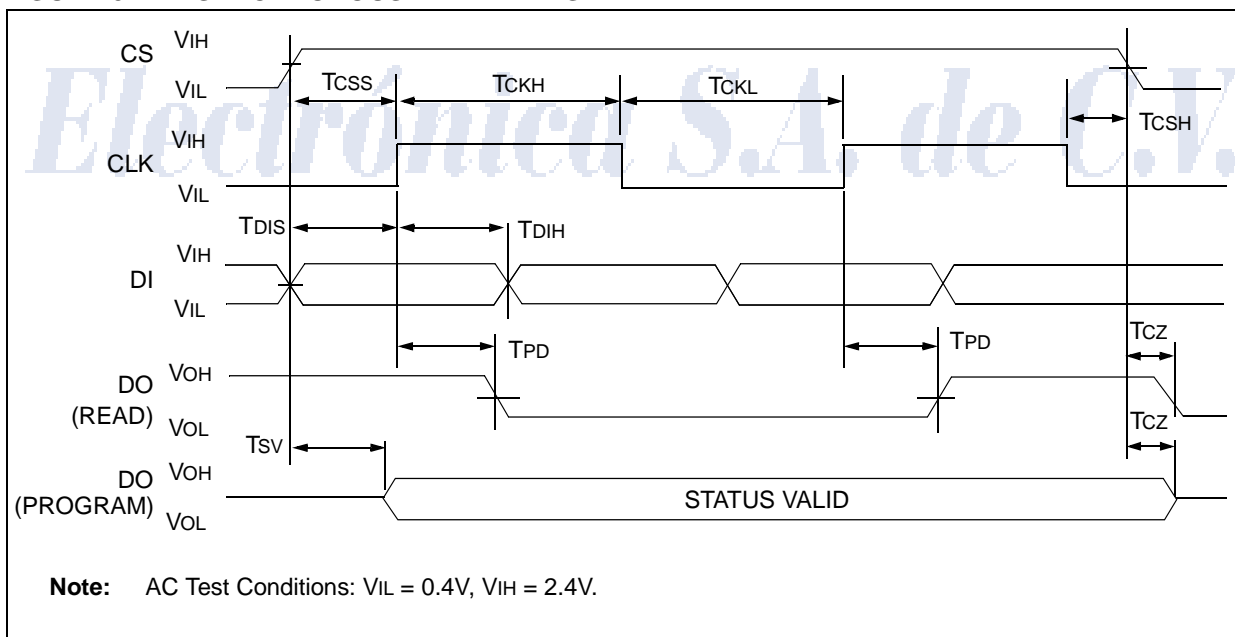 CS
VIH
VIL
TCSS
TCKH
TCKL
TCSH
Electrónica S.A. de C.V.
CLK
VIH
VIL
TDIS
TDIH
DI
VIH
VIL
TPD
TPD
TCZ
DO
(READ)
VOH
VOL
TCZ
TSV
DO
(PROGRAM)
VOH
VOL
STATUS VALID
Note: AC Test Conditions: VIL = 0.4V, VIH = 2.4V.